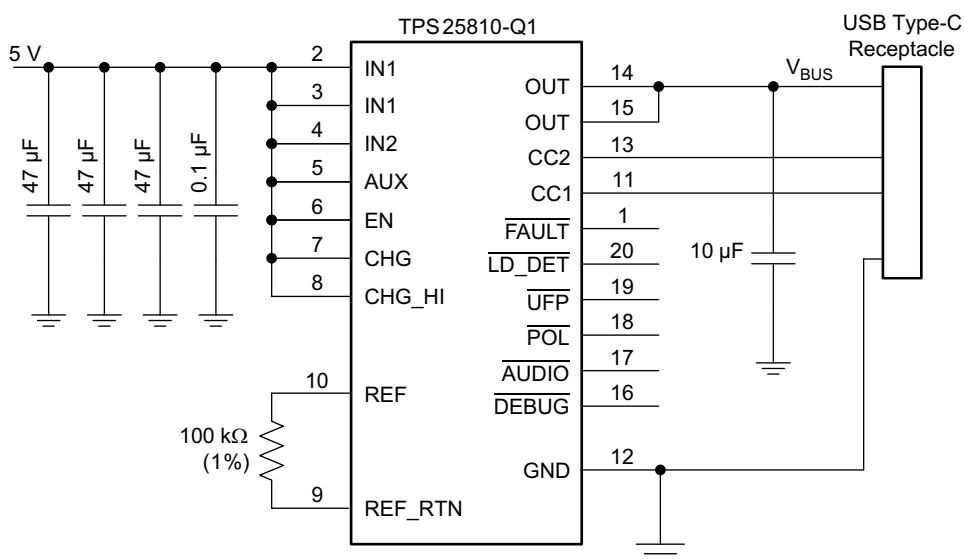 TPS25810-Q1
USB Type-C
Receptacle
5 V
2
IN1
3
IN1
4
IN2
5
AUX
6
EN
7
CHG
8
CHG_HI
10
REF
9
REF_RTN
47 µF
47 µF
47 µF
0.1 µF
100 kΩ
(1%)
OUT
14
OUT
15
CC2
13
CC1
11
FAULT
1
LD_DET
20
UFP
19
POL
18
AUDIO
17
DEBUG
16
GND
12
VBUS
10 µF